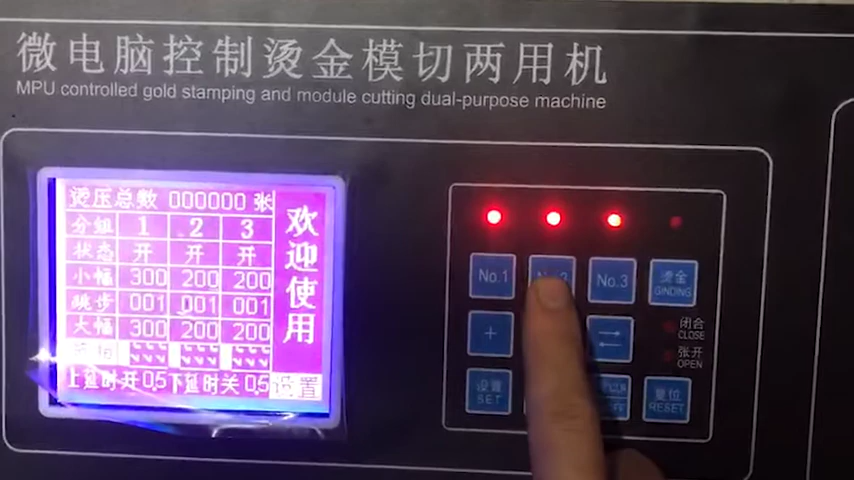 微电脑控制烫金模切两用机
MPU controlled gold stamping and module cutting dual-purpose machine
烫压总数 000000 张
分组 1 2 3
状态 开 开 开
小幅 300 200 200
跳步 001 001 001
大幅 300 200 200
上延时开 0.5 下延时关 0.5 设置
欢迎使用
No.1 No.2 No.3 烫金
GINDING
+
闭合
CLOSE
张开
OPEN
设置
SET
复位
RESET